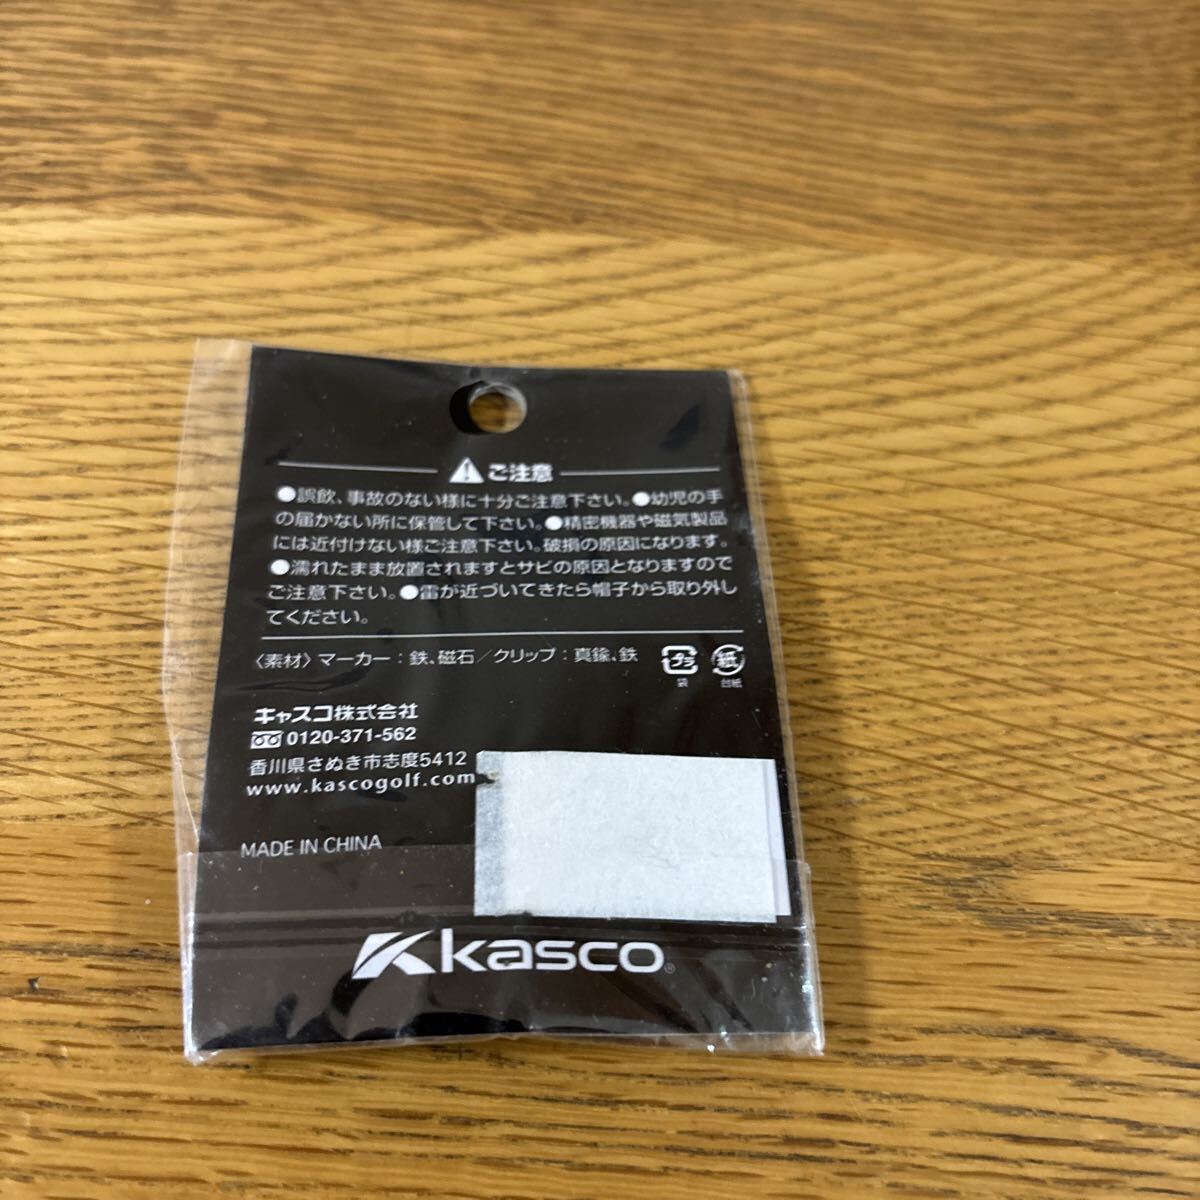 ご注意
●誤飲、事故のない様に十分ご注意下さい。●幼児の手
の届かない所に保管して下さい。●精密機器や磁気製品
には近付けない様ご注意下さい。破損の原因になります。
●濡れたまま放置されますとサビの原因となりますので
ご注意下さい。●雷が近づいてきたら帽子から取り外し
てください。
〈素材〉マーカー：鉄、磁石／クリップ：真鍮、鉄
プラ
袋
紙
台紙
キャスコ株式会社
0120-371-562
香川県さぬき市志度5412
www.kascogolf.com
MADE IN CHINA
kasco®